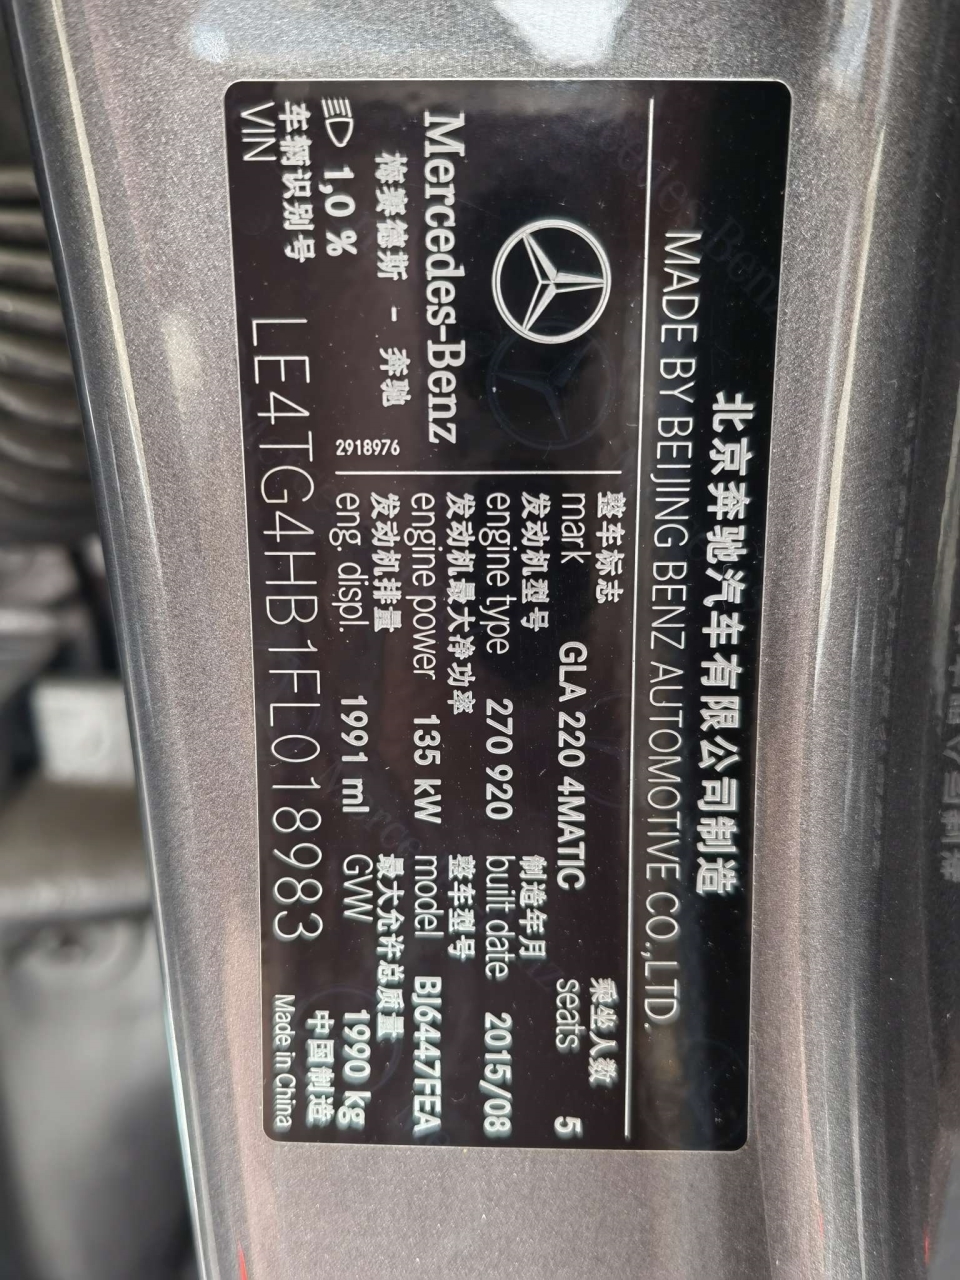 北京奔驰汽车有限公司制造
MADE BY BEIJING BENZ AUTOMOTIVE CO.,LTD.
Mercedes-Benz
梅赛德斯 - 奔驰
1,0 %
2918976
整车标志
mark GLA 220 4MATIC
乘坐人数
seats 5
发动机型号
engine type 270 920
制造年月
built date 2015/08
发动机最大净功率
engine power 135 kW
整车型号
model BJ6447FEA
发动机排量
eng. displ. 1991 ml
最大允许总质量
GVW 1990 kg
车辆识别号
VIN LE4TG4HB1FL018983
中国制造
Made in China